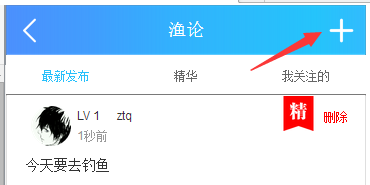 渔论
最新发布 精华 我关注的
LV 1 ztq 精 删除
1秒前
今天要去钓鱼